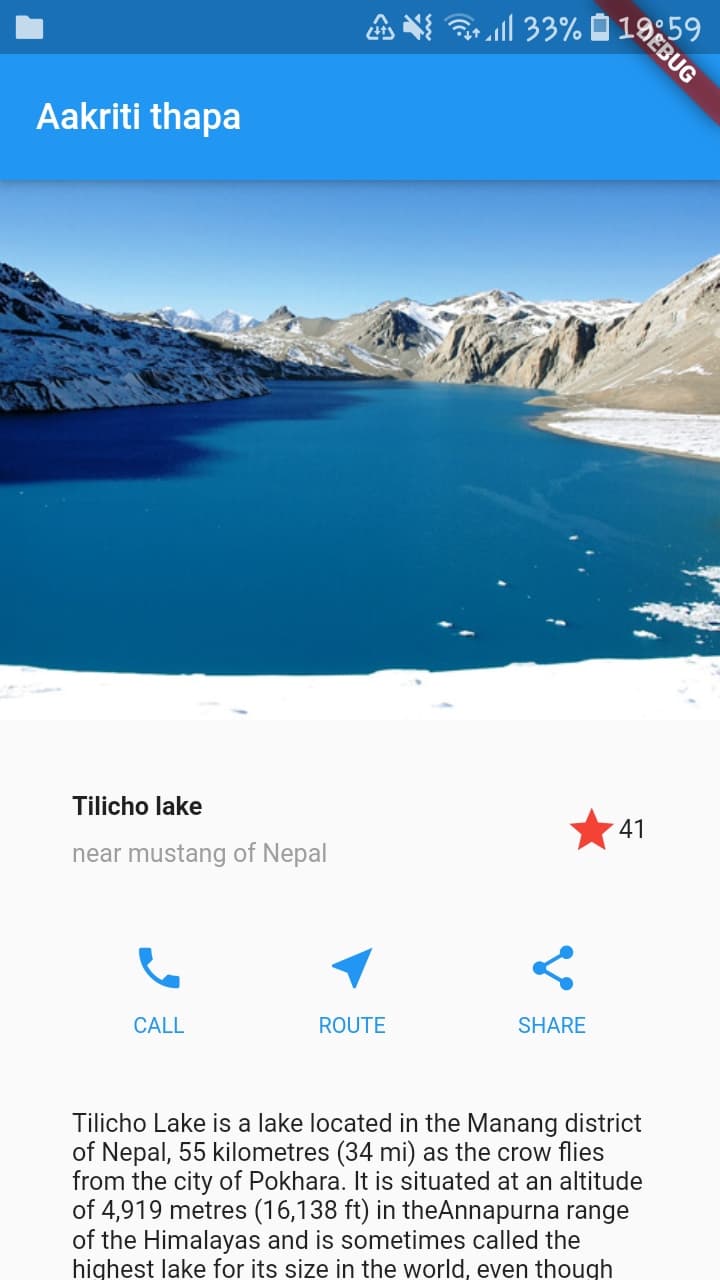 33% 19:59
DEBUG
Aakriti thapa
Tilicho lake
near mustang of Nepal
41
CALL ROUTE SHARE
Tilicho Lake is a lake located in the Manang district
of Nepal, 55 kilometres (34 mi) as the crow flies
from the city of Pokhara. It is situated at an altitude
of 4,919 metres (16,138 ft) in theAnnapurna range
of the Himalayas and is sometimes called the
highest lake for its size in the world, even though